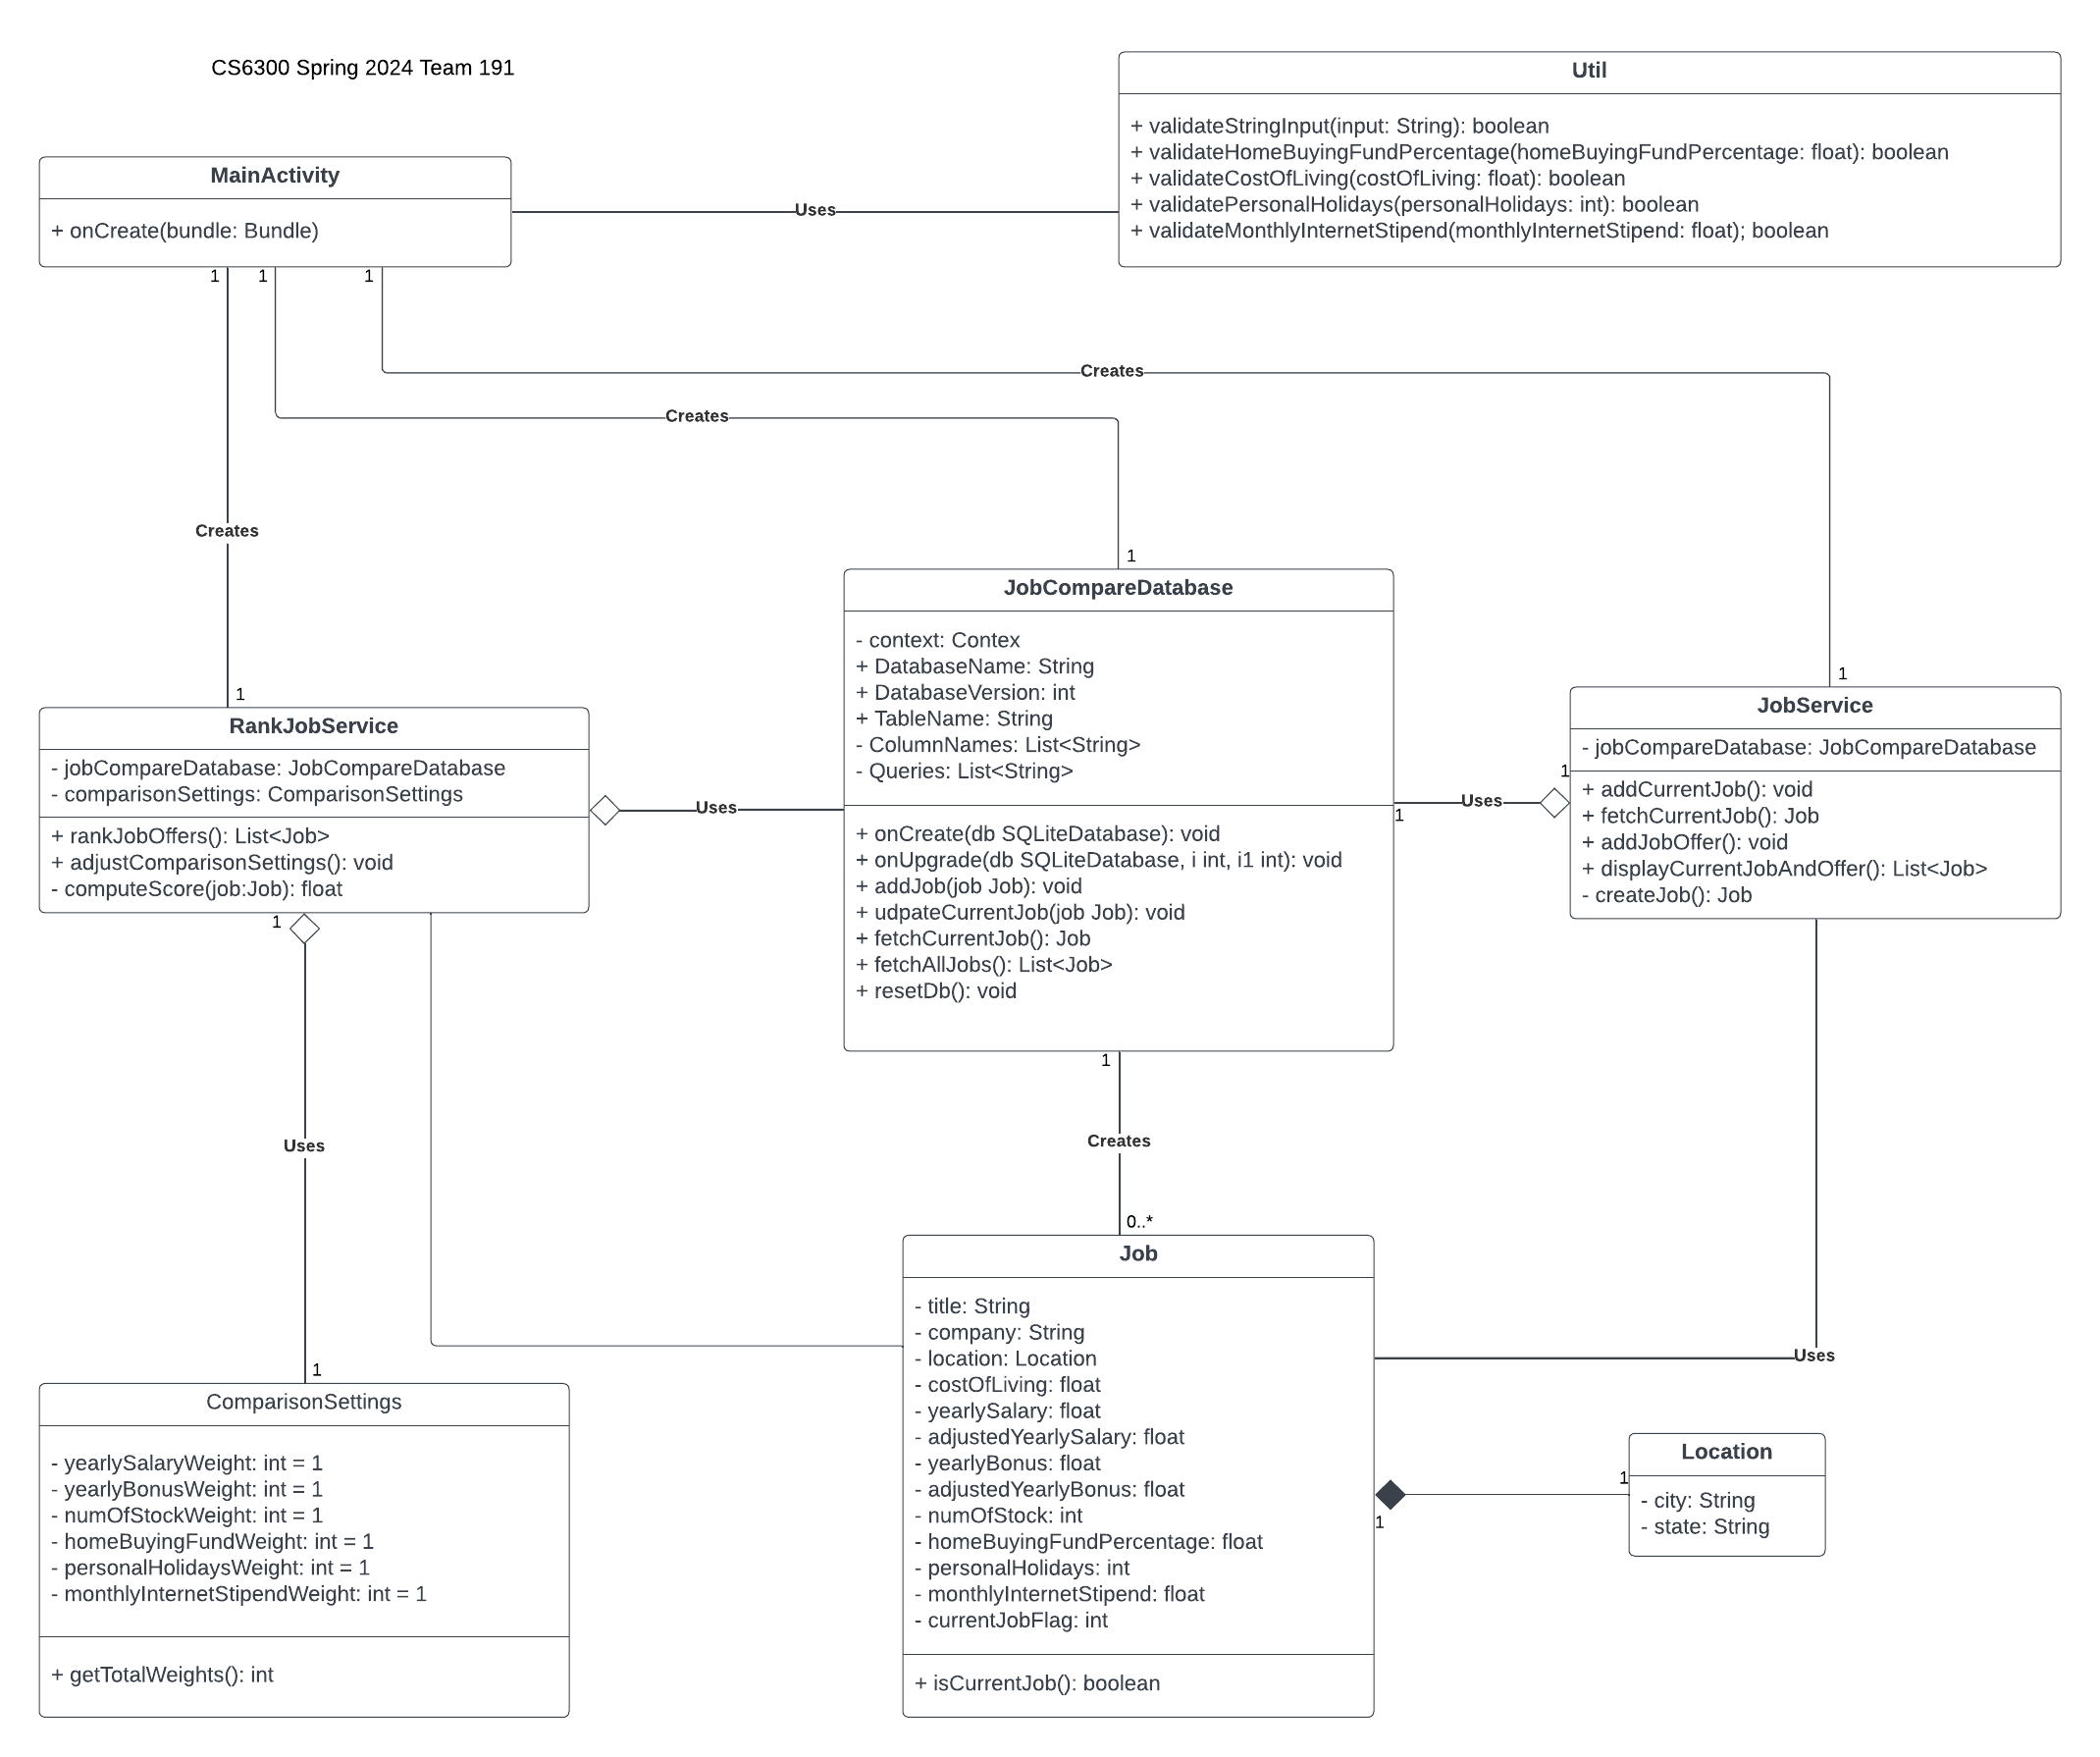 CS6300 Spring 2024 Team 191
Util
+ validateStringInput(input: String): boolean
+ validateHomeBuyingFundPercentage(homeBuyingFundPercentage: float): boolean
+ validateCostOfLiving(costOfLiving: float): boolean
+ validatePersonalHolidays(personalHolidays: int): boolean
+ validateMonthlyInternetStipend(monthlyInternetStipend: float); boolean
MainActivity
+ onCreate(bundle: Bundle)
Uses
1
1
1
Creates
Creates
Creates
1
1
1
JobCompareDatabase
- context: Contex
+ DatabaseName: String
+ DatabaseVersion: int
+ TableName: String
- ColumnNames: List<String>
- Queries: List<String>
+ onCreate(db SQLiteDatabase): void
+ onUpgrade(db SQLiteDatabase, i int, i1 int): void
+ addJob(job Job): void
+ udpateCurrentJob(job Job): void
+ fetchCurrentJob(): Job
+ fetchAllJobs(): List<Job>
+ resetDb(): void
RankJobService
- jobCompareDatabase: JobCompareDatabase
- comparisonSettings: ComparisonSettings
+ rankJobOffers(): List<Job>
+ adjustComparisonSettings(): void
- computeScore(job:Job): float
Uses
JobService
- jobCompareDatabase: JobCompareDatabase
+ addCurrentJob(): void
+ fetchCurrentJob(): Job
+ addJobOffer(): void
+ displayCurrentJobAndOffer(): List<Job>
- createJob(): Job
1
Uses
1
1
Uses
1
1
Creates
0..*
Job
- title: String
- company: String
- location: Location
- costOfLiving: float
- yearlySalary: float
- adjustedYearlySalary: float
- yearlyBonus: float
- adjustedYearlyBonus: float
- numOfStock: int
- homeBuyingFundPercentage: float
- personalHolidays: int
- monthlyInternetStipend: float
- currentJobFlag: int
+ isCurrentJob(): boolean
Uses
ComparisonSettings
- yearlySalaryWeight: int = 1
- yearlyBonusWeight: int = 1
- numOfStockWeight: int = 1
- homeBuyingFundWeight: int = 1
- personalHolidaysWeight: int = 1
- monthlyInternetStipendWeight: int = 1
+ getTotalWeights(): int
1
1
Location
- city: String
- state: String